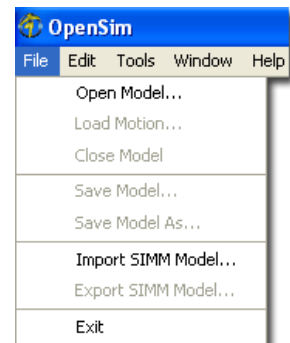 OpenSim
File Edit Tools Window Help
Open Model...
Load Motion...
Close Model
Save Model...
Save Model As...
Import SIMM Model...
Export SIMM Model...
Exit